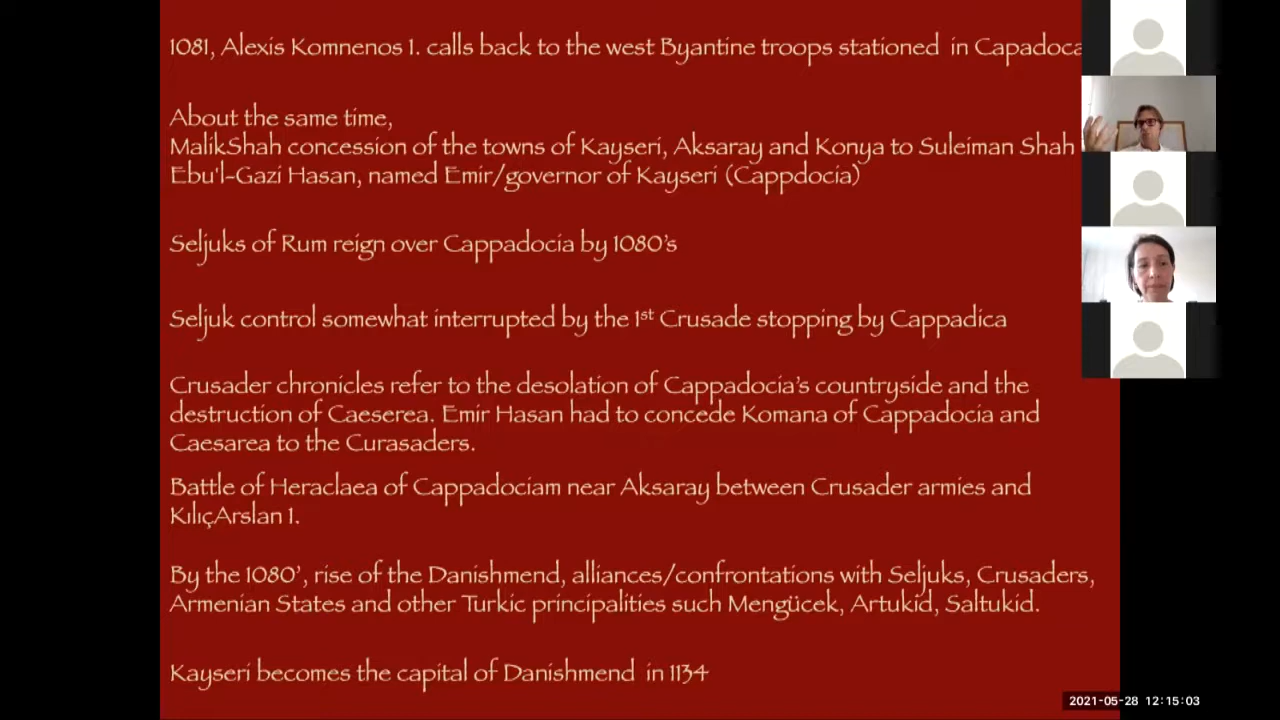 1081, Alexis Komnenos 1. calls back to the west Byantine troops stationed in Capadoca
About the same time,
MalikShah concession of the towns of Kayseri, Aksaray and Konya to Suleiman Shah
Ebu'l-Gazi Hasan, named Emir/governor of Kayseri (Cappdocia)
Seljuks of Rum reign over Cappadocia by 1080's
Seljuk control somewhat interrupted by the 1st Crusade stopping by Cappadica
Crusader chronicles refer to the desolation of Cappadocia's countryside and the
destruction of Caeserea. Emir Hasan had to concede Komana of Cappadocia and
Caesarea to the Curasaders.
Battle of Heraclaea of Cappadociam near Aksaray between Crusader armies and
KılıçArslan 1.
By the 1080', rise of the Danishmend, alliances/confrontations with Seljuks, Crusaders,
Armenian States and other Turkic principalities such Mengücek, Artukid, Saltukid.
Kayseri becomes the capital of Danishmend in 1134
2021-05-28 12:15:03